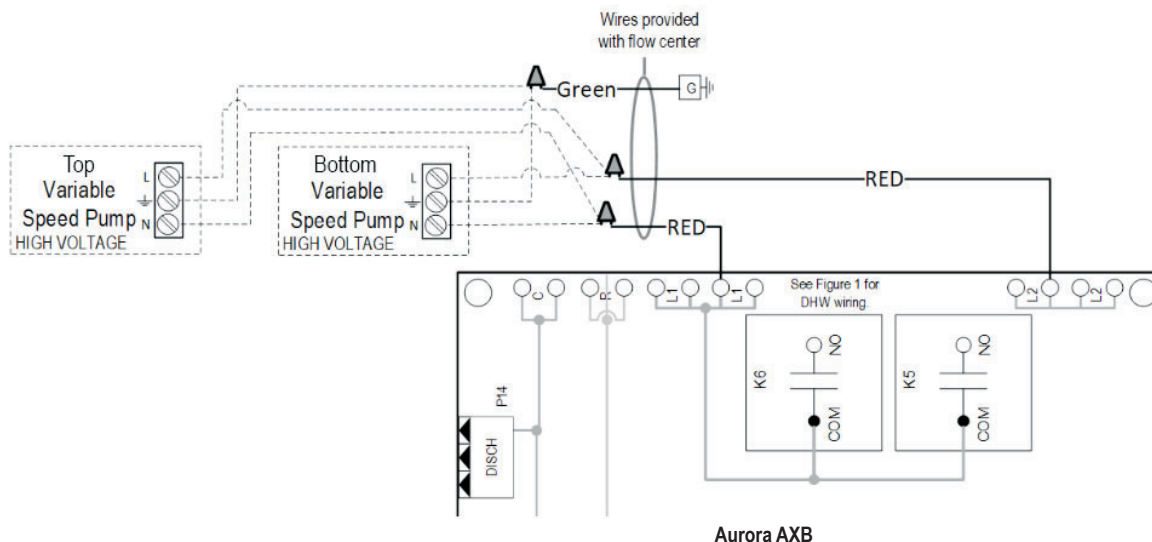 Wires provided
with flow center
Green
G
Top
Variable
Speed Pump
HIGH VOLTAGE
L
N
Bottom
Variable
Speed Pump
HIGH VOLTAGE
L
N
RED
RED
C
R
L1
L1
See Figure 1 for
DHW wiring.
L2
L2
K6
NO
COM
K5
NO
COM
P14
DISCH
Aurora AXB